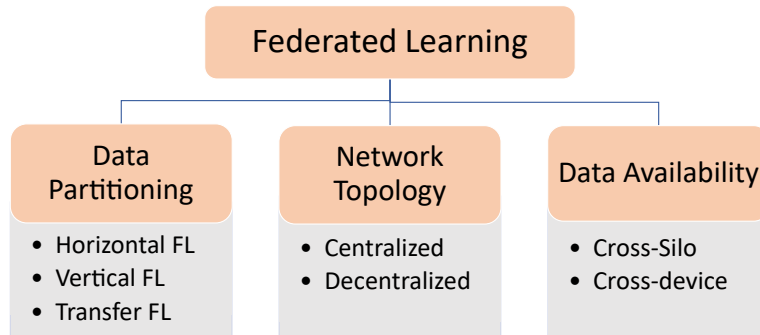 Federated Learning
Data
Partitioning
• Horizontal FL
• Vertical FL
• Transfer FL
Network
Topology
• Centralized
• Decentralized
Data Availability
• Cross-Silo
• Cross-device